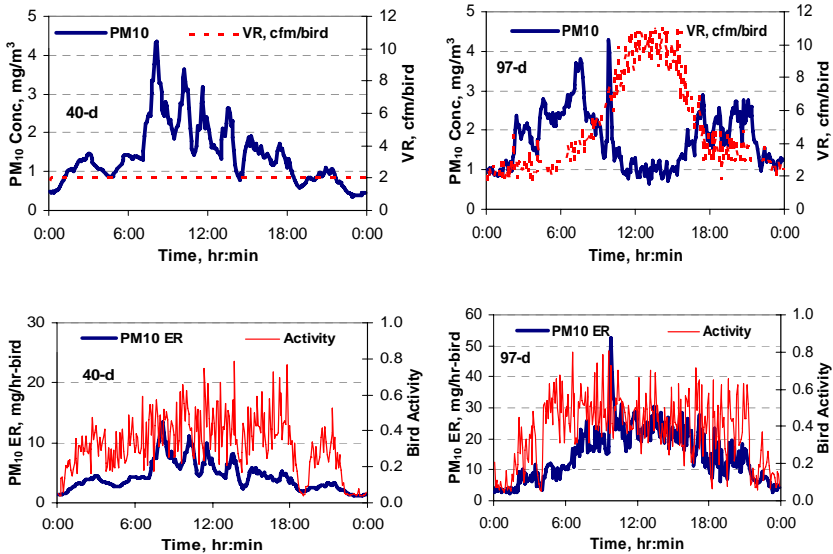 PM10
VR, cfm/bird
40-d
PM₁₀ Conc, mg/m³
5
4
3
2
1
0
12
10
8
6
4
2
0
VR, cfm/bird
0:00 6:00 12:00 18:00 0:00
Time, hr:min
PM10
VR, cfm/bird
97-d
PM₁₀ Conc, mg/m³
5
4
3
2
1
0
12
10
8
6
4
2
0
VR, cfm/bird
0:00 6:00 12:00 18:00 0:00
Time, hr:min
PM10 ER
Activity
40-d
PM₁₀ ER, mg/hr-bird
30
20
10
0
1.0
0.8
0.6
0.4
0.2
0.0
Bird Activity
0:00 6:00 12:00 18:00 0:00
Time, hr:min
PM10 ER
Activity
97-d
PM₁₀ ER, mg/hr-bird
60
50
40
30
20
10
0
1.0
0.8
0.6
0.4
0.2
0.0
Bird Activity
0:00 6:00 12:00 18:00 0:00
Time, hr:min